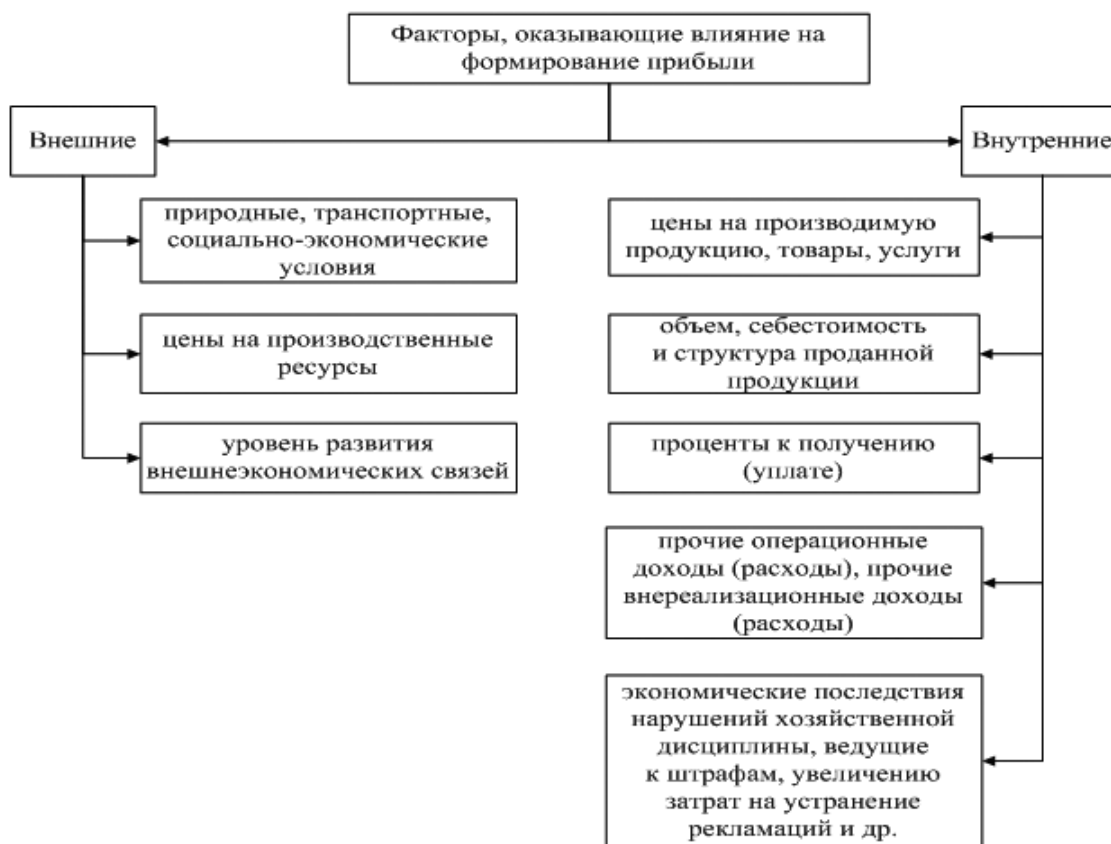 Факторы, оказывающие влияние на
формирование прибыли
Внешние
Внутренние
природные, транспортные,
социально-экономические
условия
цены на производственные
ресурсы
уровень развития
внешнеэкономических связей
цены на производимую
продукцию, товары, услуги
объем, себестоимость
и структура проданной
продукции
проценты к получению
(уплате)
прочие операционные
доходы (расходы), прочие
внереализационные доходы
(расходы)
экономические последствия
нарушений хозяйственной
дисциплины, ведущие
к штрафам, увеличению
затрат на устранение
рекламаций и др.